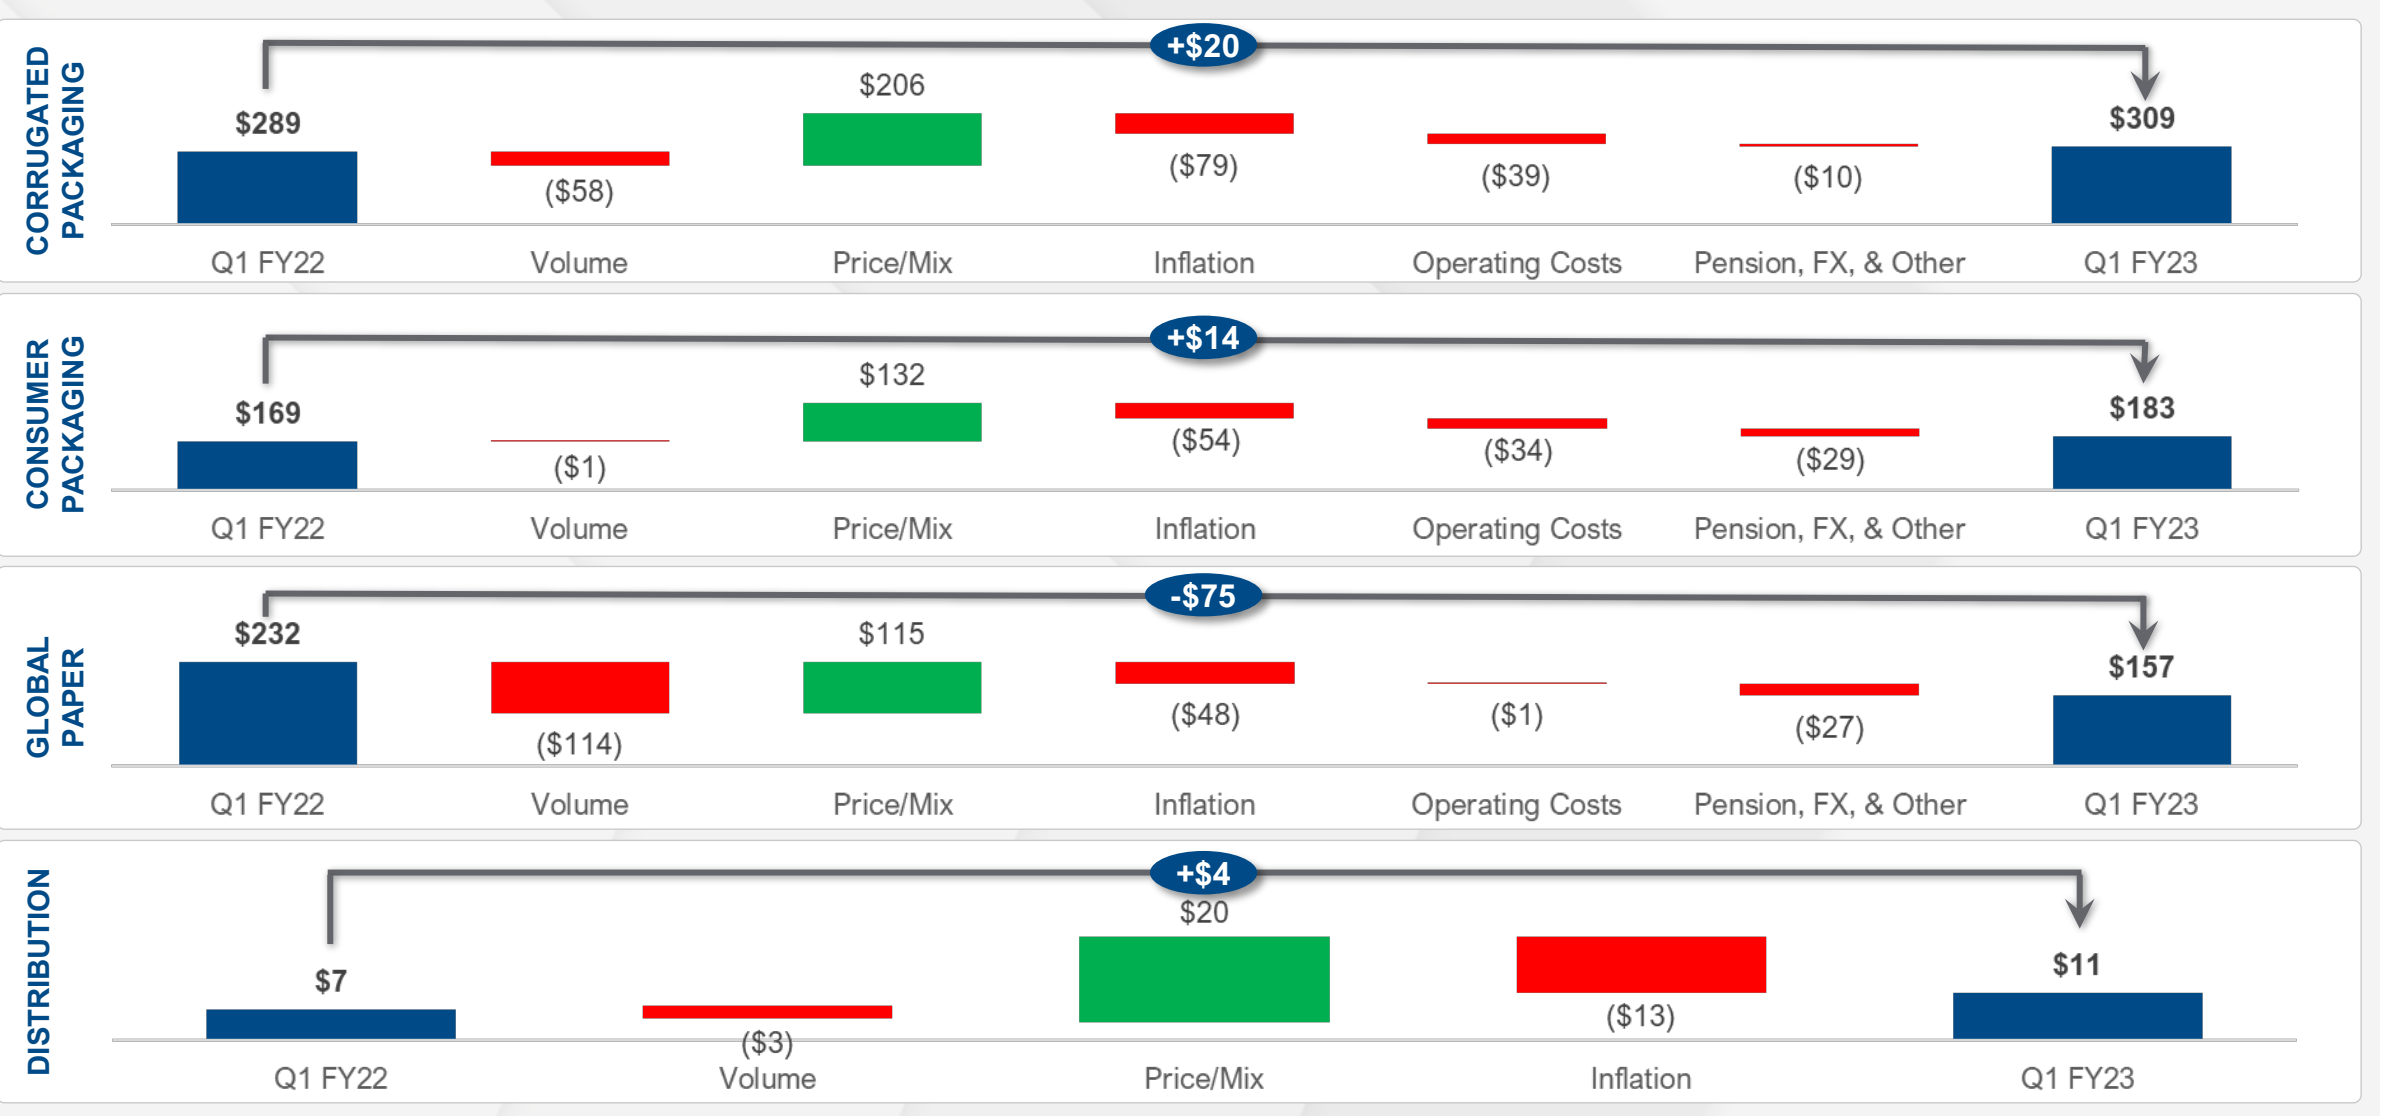 CORRUGATED
PACKAGING
+$20
$289
($58)
$206
($79)
($39)
($10)
$309
Q1 FY22
Volume
Price/Mix
Inflation
Operating Costs
Pension, FX, & Other
Q1 FY23
CONSUMER
PACKAGING
+$14
$169
($1)
$132
($54)
($34)
($29)
$183
Q1 FY22
Volume
Price/Mix
Inflation
Operating Costs
Pension, FX, & Other
Q1 FY23
GLOBAL
PAPER
-$75
$232
($114)
$115
($48)
($1)
($27)
$157
Q1 FY22
Volume
Price/Mix
Inflation
Operating Costs
Pension, FX, & Other
Q1 FY23
DISTRIBUTION
+$4
$7
($3)
$20
($13)
$11
Q1 FY22
Volume
Price/Mix
Inflation
Q1 FY23